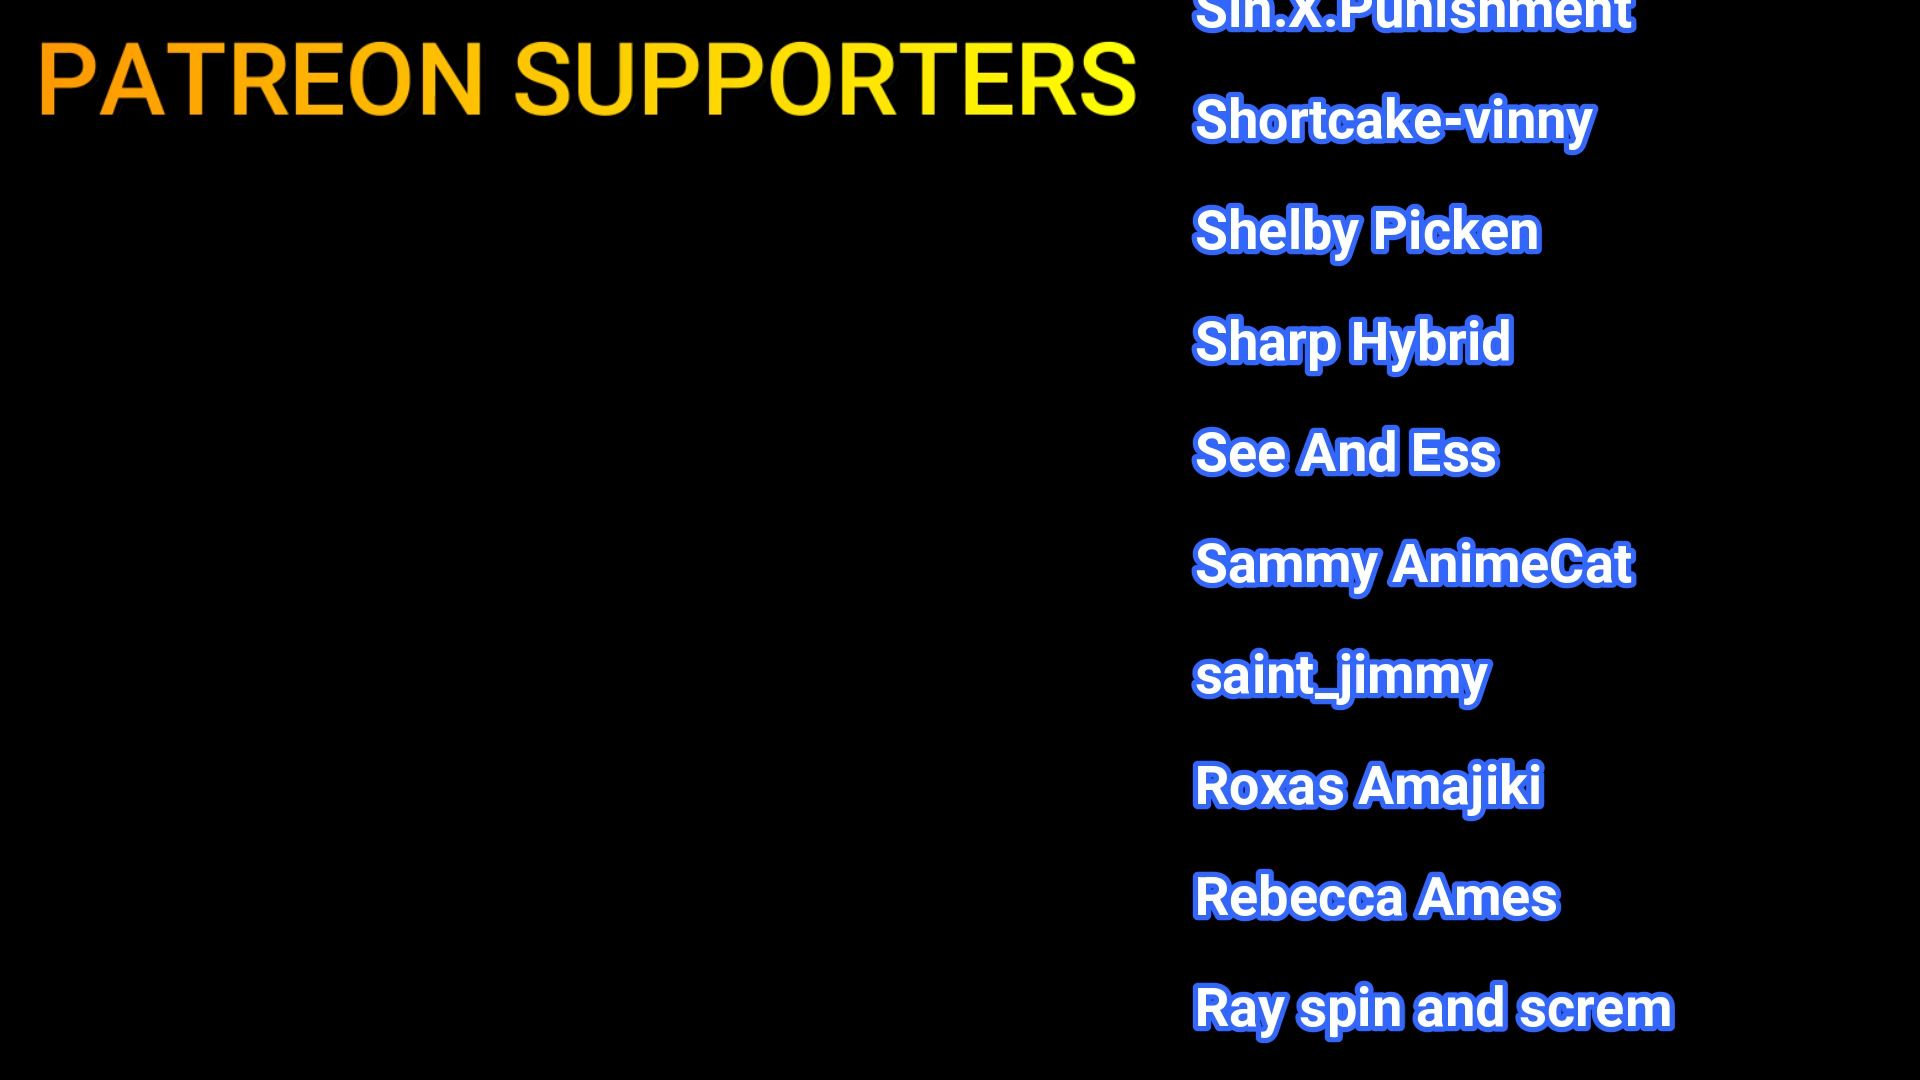 PATREON SUPPORTERS
Sin.X.Punishment
Shortcake-vinny
Shelby Picken
Sharp Hybrid
See And Ess
Sammy AnimeCat
saint_jimmy
Roxas Amajiki
Rebecca Ames
Ray spin and screm